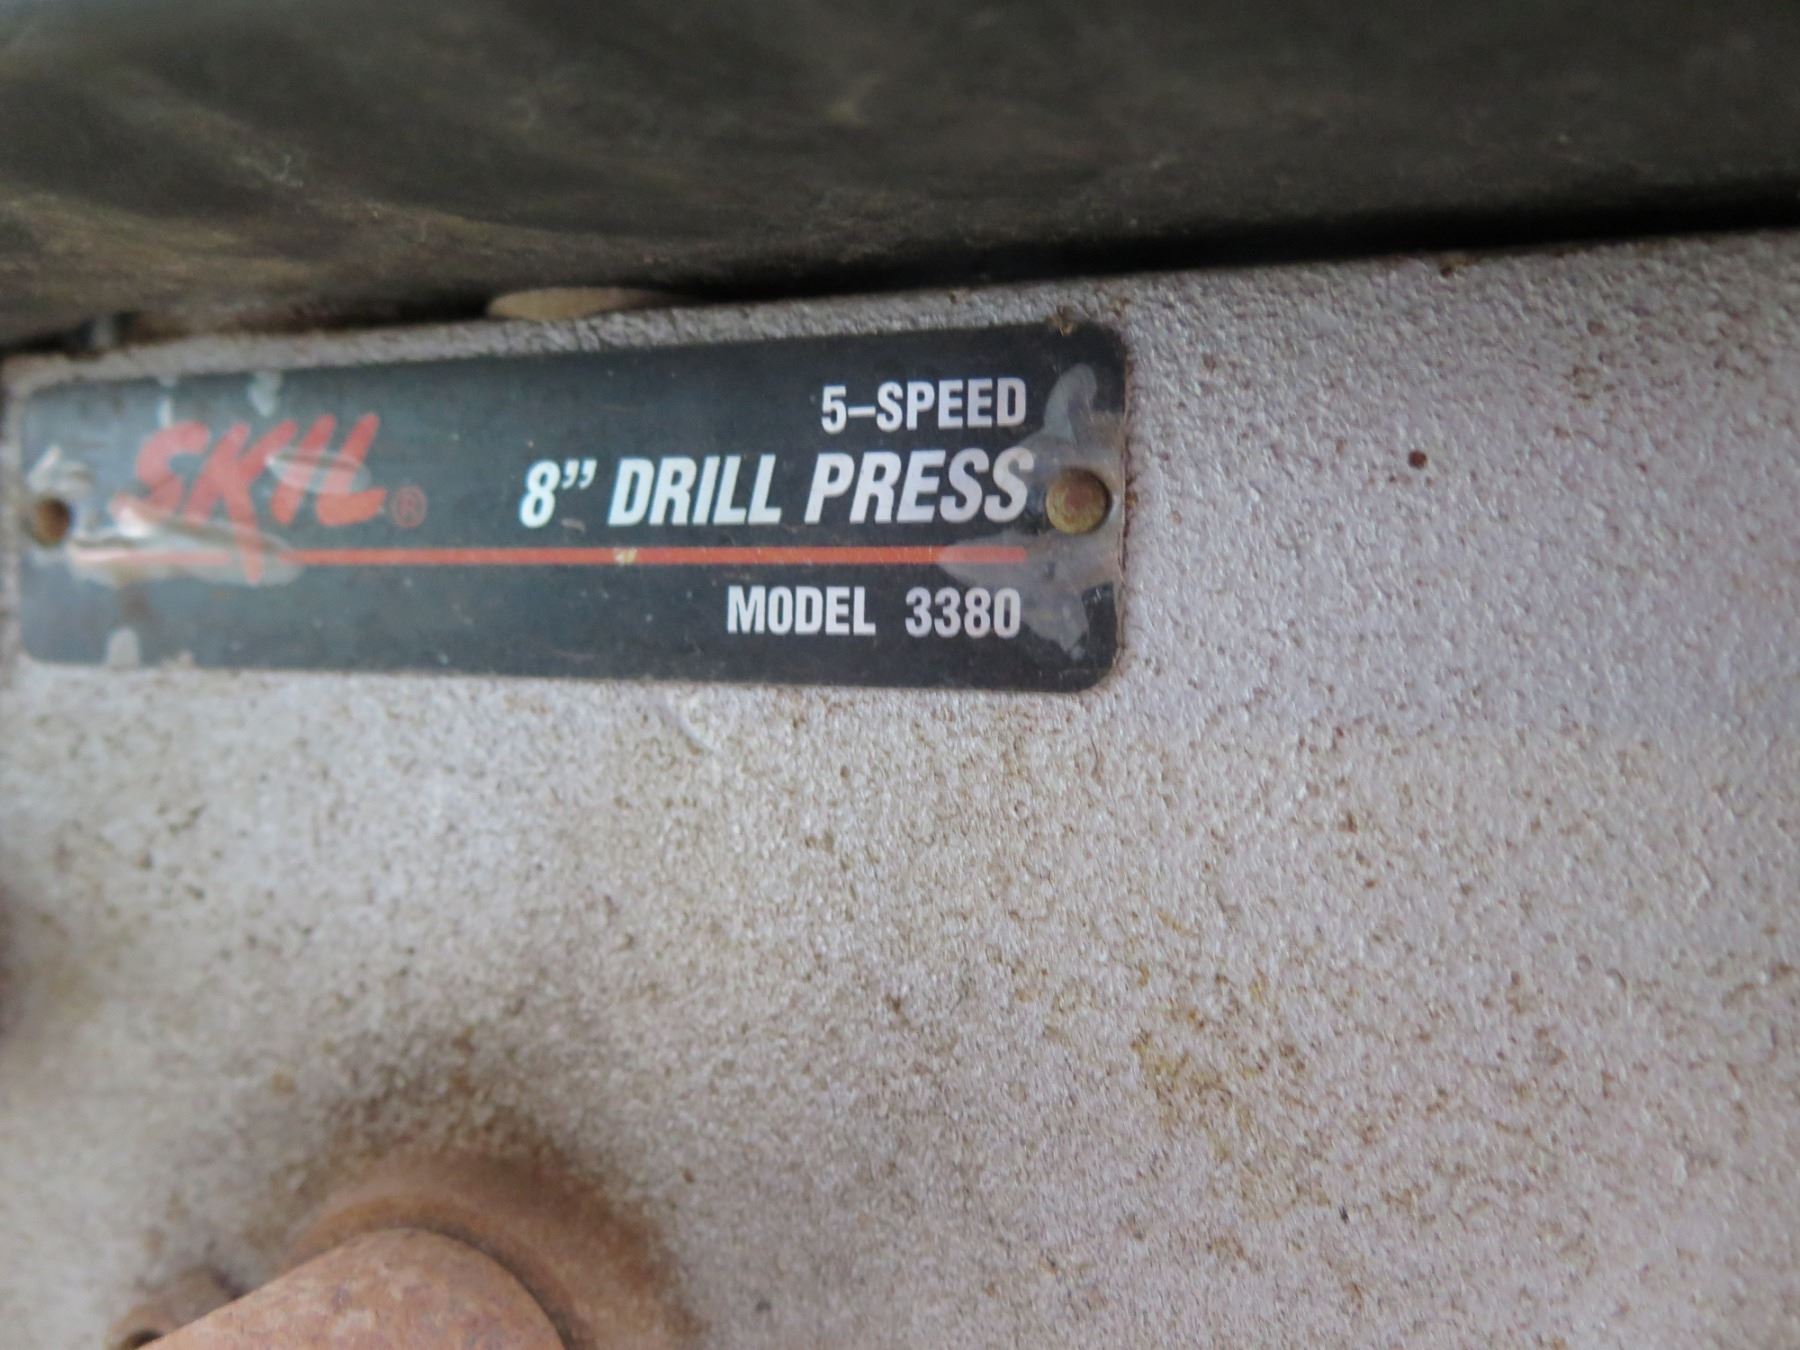 SKIL®
5-SPEED
8” DRILL PRESS
MODEL 3380